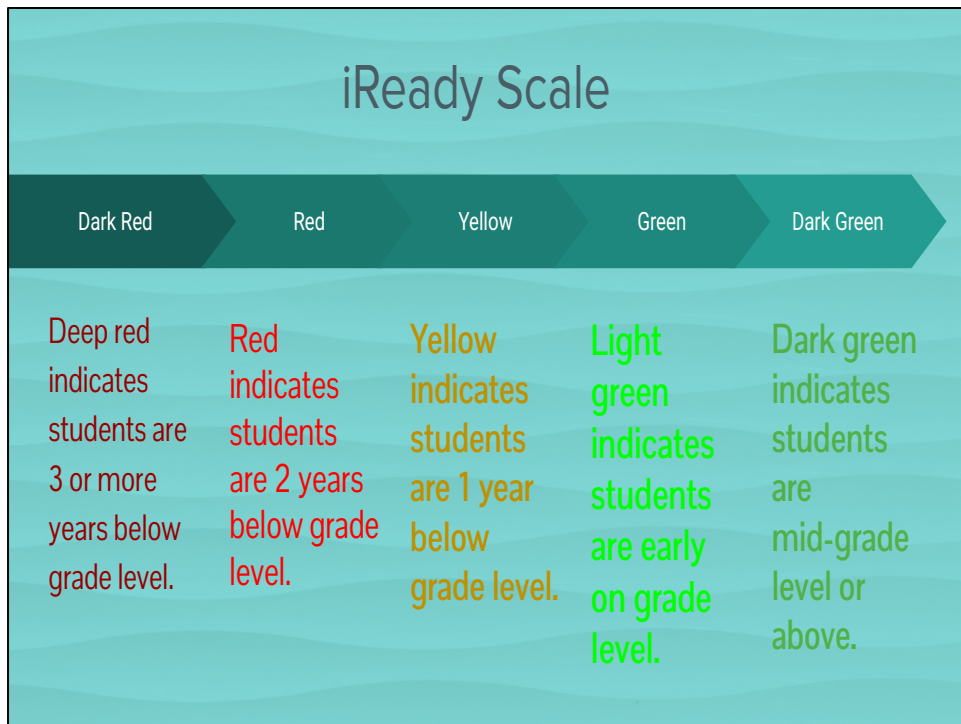 iReady Scale
Dark Red
Red
Yellow
Green
Dark Green
Deep red
indicates
students are
3 or more
years below
grade level.
Red
indicates
students
are 2 years
below grade
level.
Yellow
indicates
students
are 1 year
below
grade level.
Light
green
indicates
students
are early
on grade
level.
Dark green
indicates
students
are
mid-grade
level or
above.